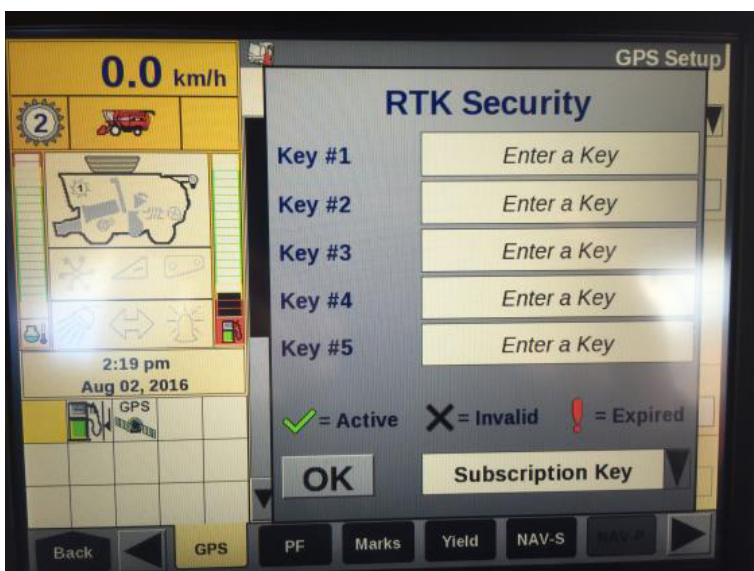 0.0 km/h
GPS Setup
2
RTK Security
Key #1 Enter a Key
Key #2 Enter a Key
Key #3 Enter a Key
Key #4 Enter a Key
Key #5 Enter a Key
1
2:19 pm
Aug 02, 2016
GPS
= Active = Invalid = Expired
OK Subscription Key
Back GPS PF Marks Yield NAV-S NAV-P